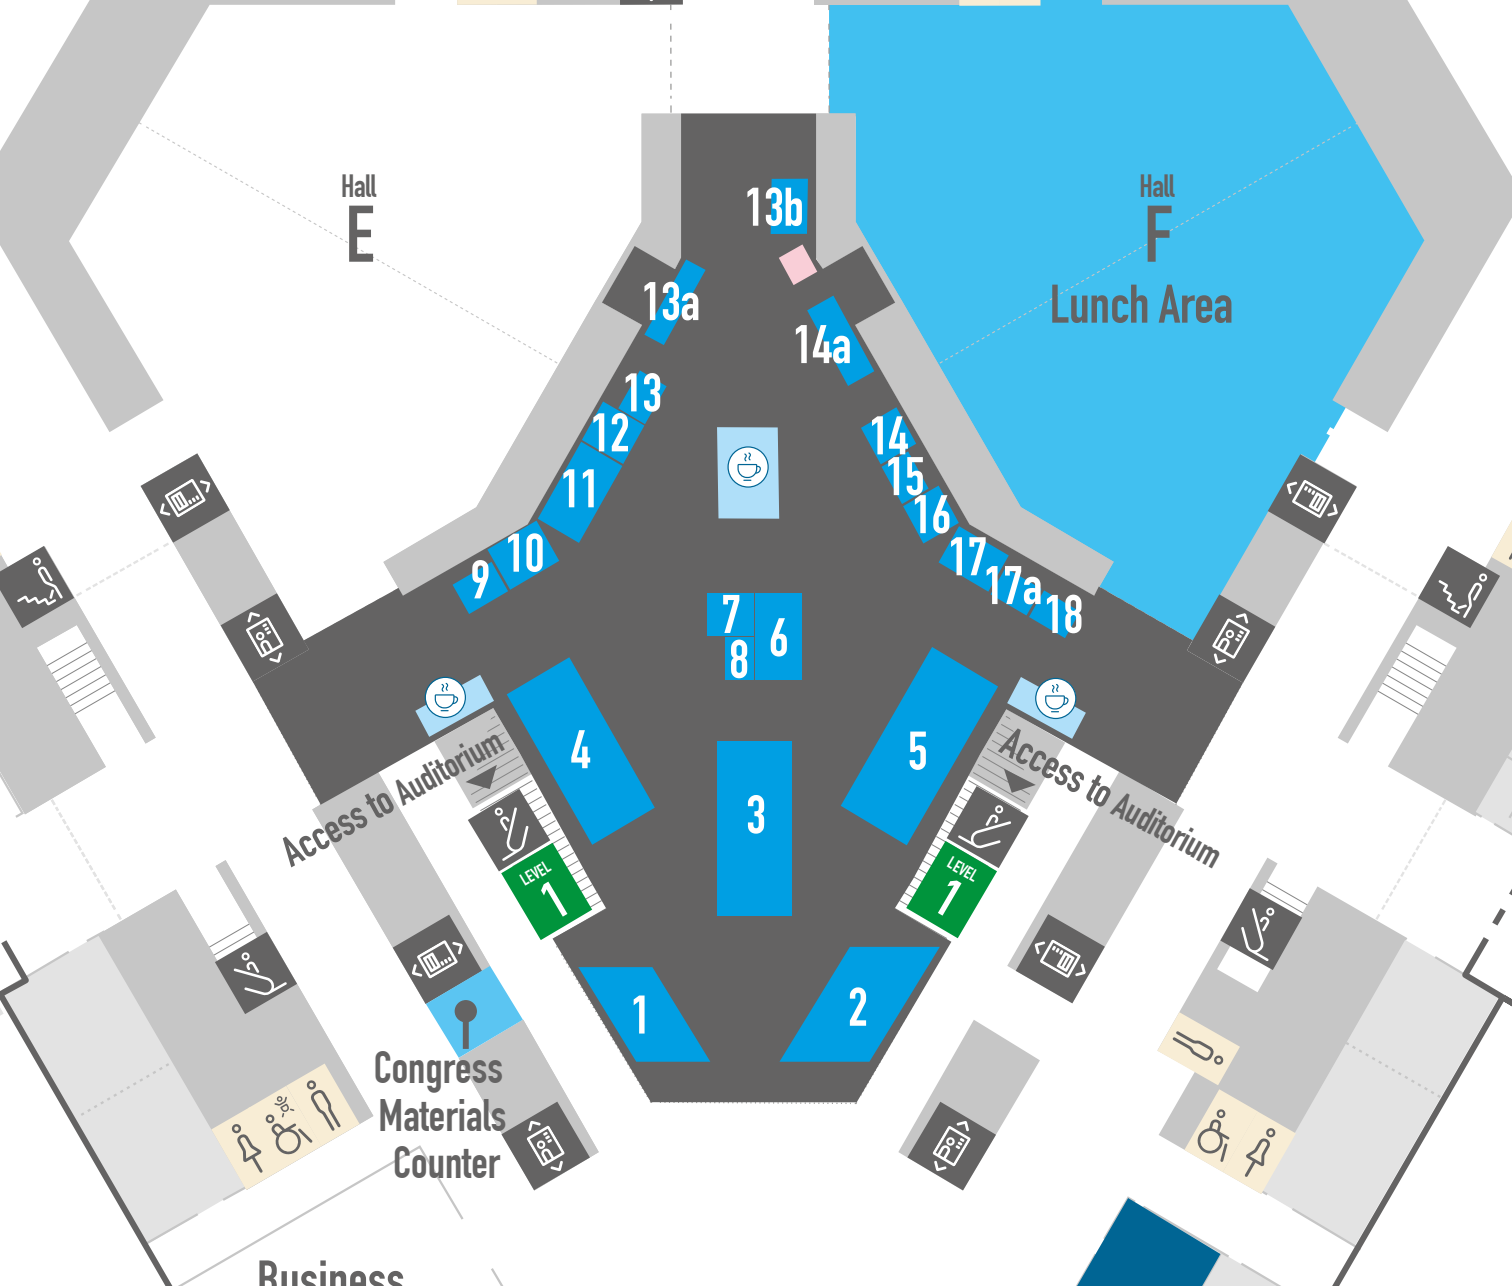 Hall
E
Hall
F
Lunch Area
13b
13a
14a
13
12
11
10
9
14
15
16
17
17a
18
7
8
6
4
5
3
Access to Auditorium
Access to Auditorium
LEVEL
1
LEVEL
1
1
2
Congress
Materials
Counter
Business